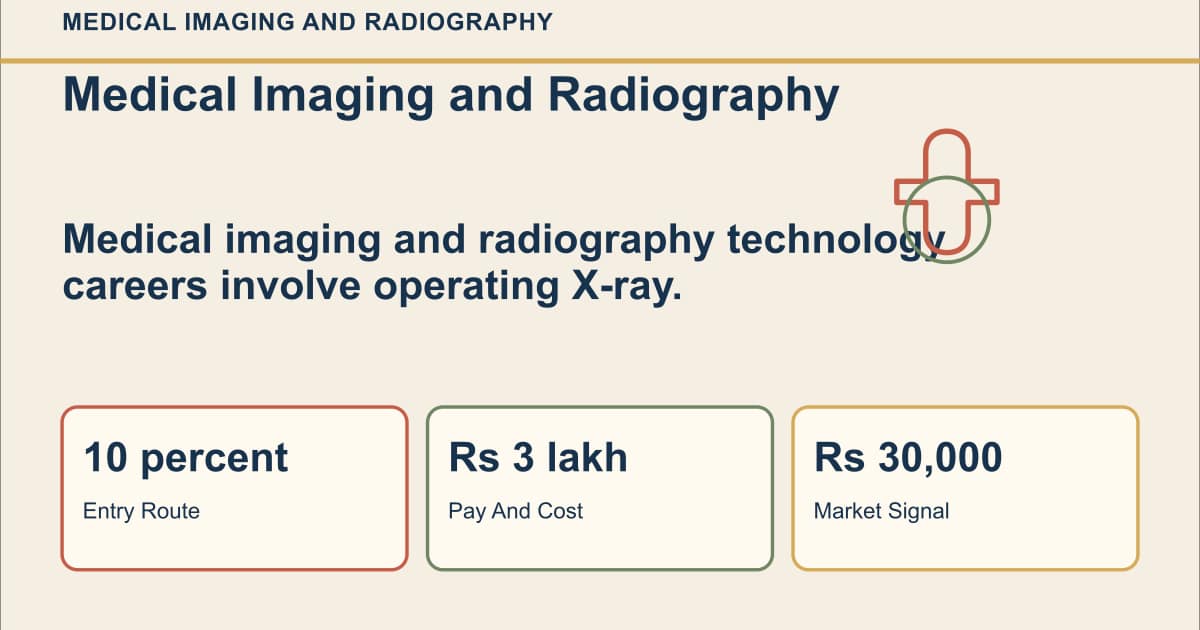 MEDICAL IMAGING AND RADIOGRAPHY
Medical Imaging and Radiography
Medical imaging and radiography technology
careers involve operating X-ray.
10 percent
Entry Route
Rs 3 lakh
Pay And Cost
Rs 30,000
Market Signal